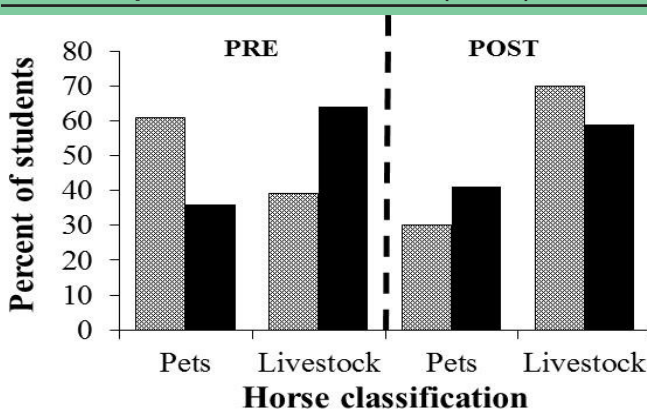 PRE
POST
Percent of students
80
70
60
50
40
30
20
10
0
Pets
Livestock
Pets
Livestock
Horse classification